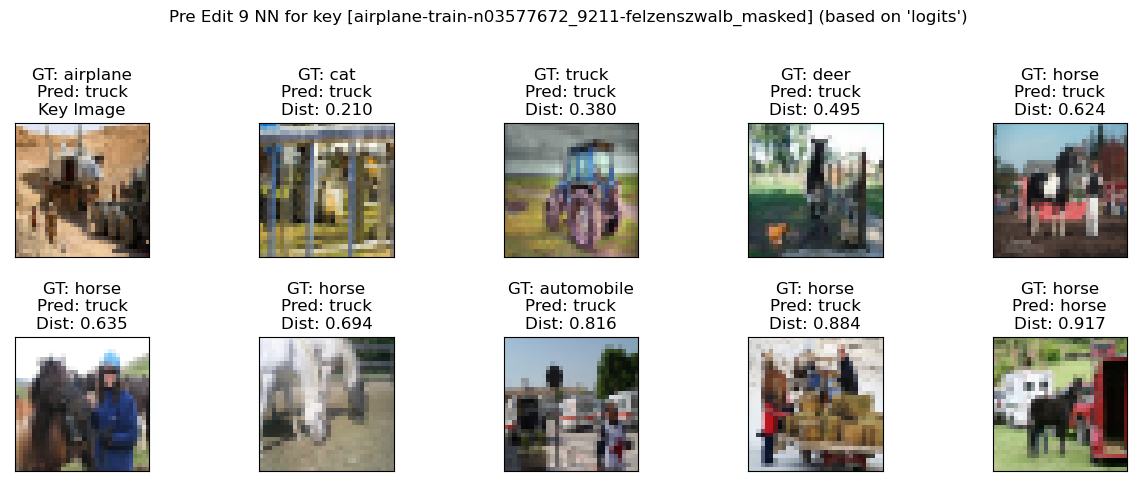 Pre Edit 9 NN for key [airplane-train-n03577672_9211-felzenszwalb_masked] (based on 'logits')
GT: airplane
Pred: truck
Key Image
GT: cat
Pred: truck
Dist: 0.210
GT: truck
Pred: truck
Dist: 0.380
GT: deer
Pred: truck
Dist: 0.495
GT: horse
Pred: truck
Dist: 0.624
GT: horse
Pred: truck
Dist: 0.635
GT: horse
Pred: truck
Dist: 0.694
GT: automobile
Pred: truck
Dist: 0.816
GT: horse
Pred: truck
Dist: 0.884
GT: horse
Pred: horse
Dist: 0.917